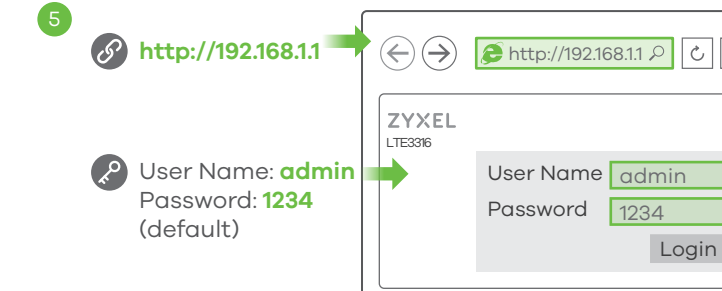 5
http://192.168.1.1
http://192.168.1.1
ZYXEL
LTE3316
User Name: admin
Password: 1234
(default)
User Name admin
Password 1234
Login